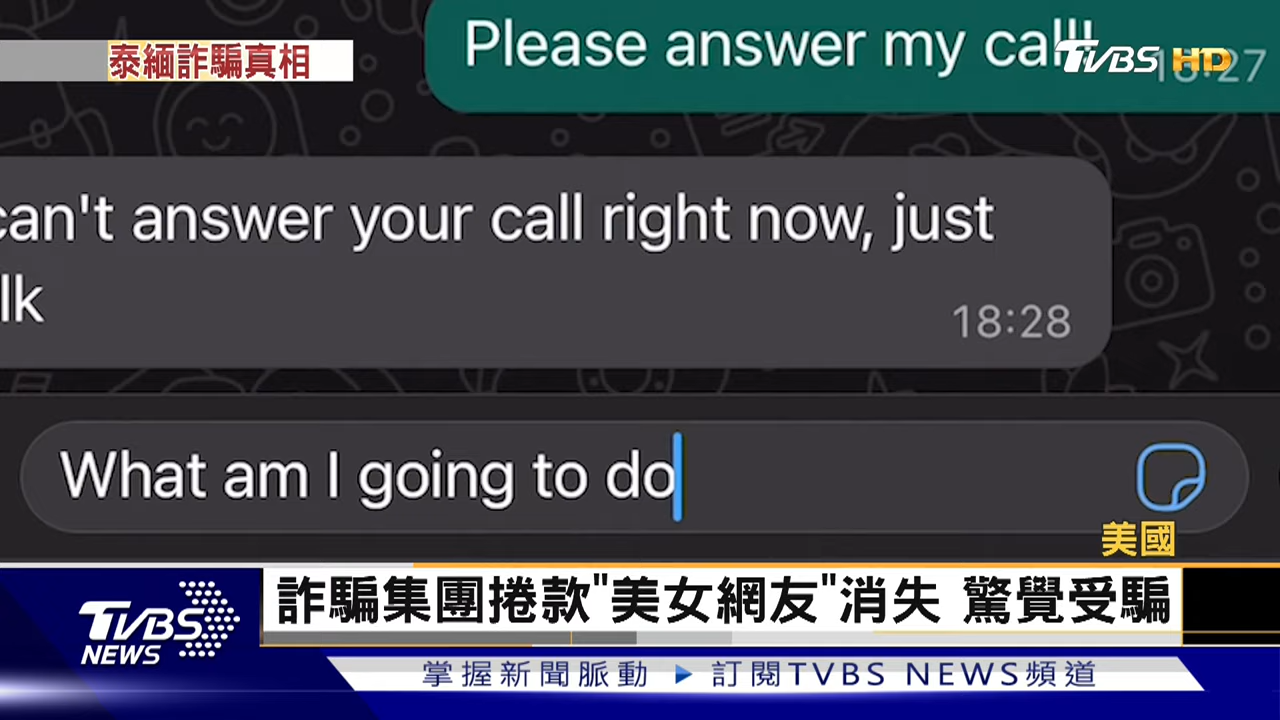 泰緬詐騙真相
Please answer my call!
TVBS HD
18:27
can't answer your call right now, just
lk
18:28
What am I going to do
美國
TVBS NEWS
詐騙集團捲款"美女網友"消失 驚覺受騙
掌握新聞脈動 ▶ 訂閱TVBS NEWS頻道